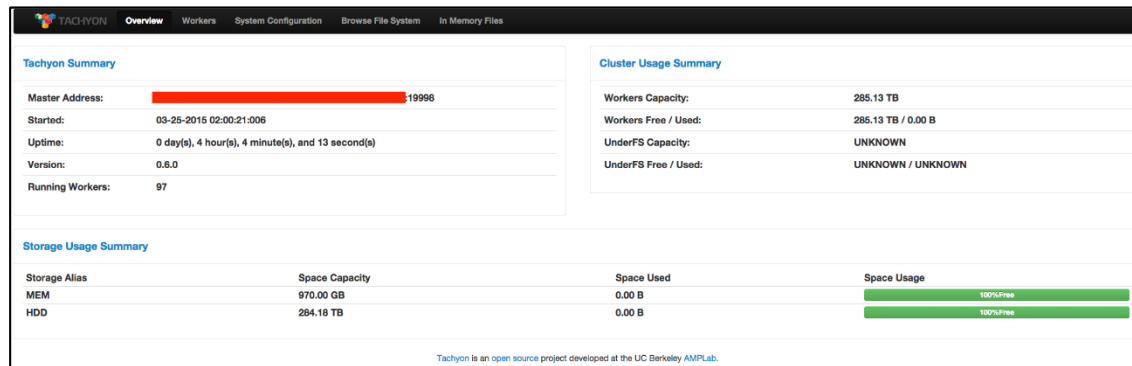 TACHYON Overview Workers System Configuration Browse File System In Memory Files
Tachyon Summary
Master Address: :19998
Started: 03-25-2015 02:00:21:006
Uptime: 0 day(s), 4 hour(s), 4 minute(s), and 13 second(s)
Version: 0.6.0
Running Workers: 97
Cluster Usage Summary
Workers Capacity: 285.13 TB
Workers Free / Used: 285.13 TB / 0.00 B
UnderFS Capacity: UNKNOWN
UnderFS Free / Used: UNKNOWN / UNKNOWN
Storage Usage Summary
Storage Alias Space Capacity Space Used Space Usage
MEM 970.00 GB 0.00 B 100%Free
HDD 284.18 TB 0.00 B 100%Free
Tachyon is an open source project developed at the UC Berkeley AMPLab.